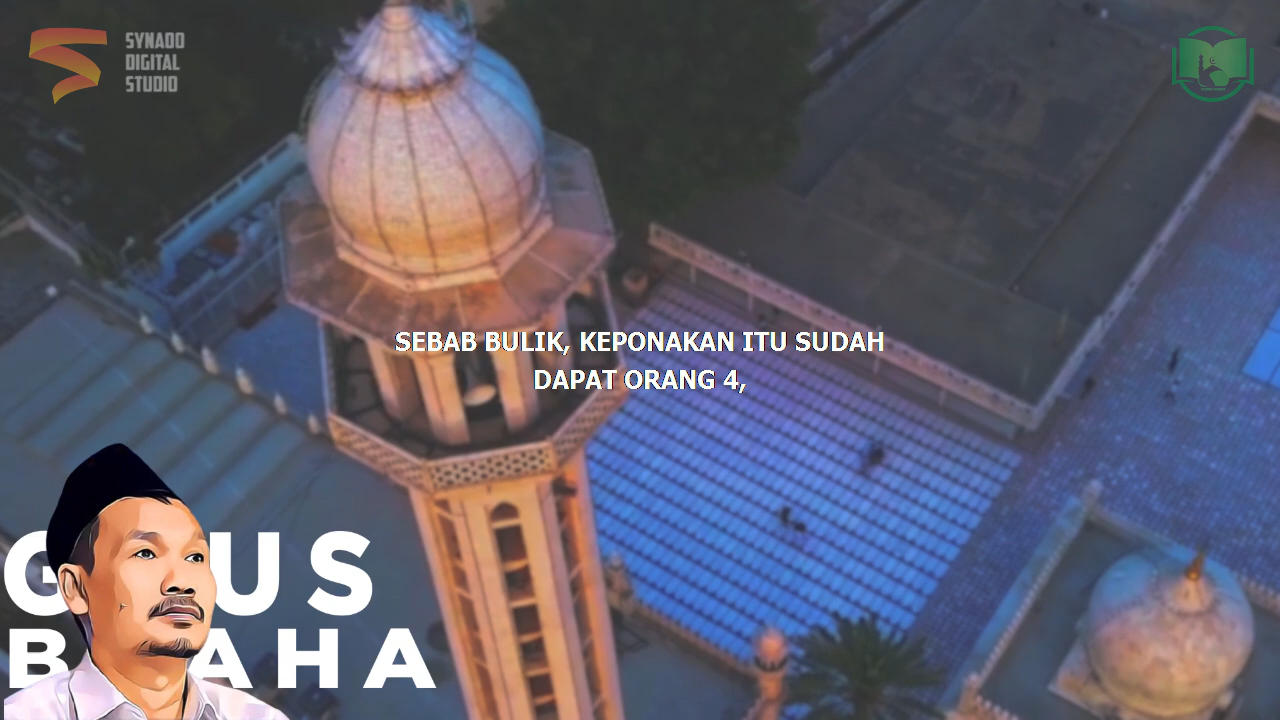 SYNADO
DIGITAL
STUDIO
SEBAB BULIK, KEPONAKAN ITU SUDAH
DAPAT ORANG 4,
GUS
BAHA